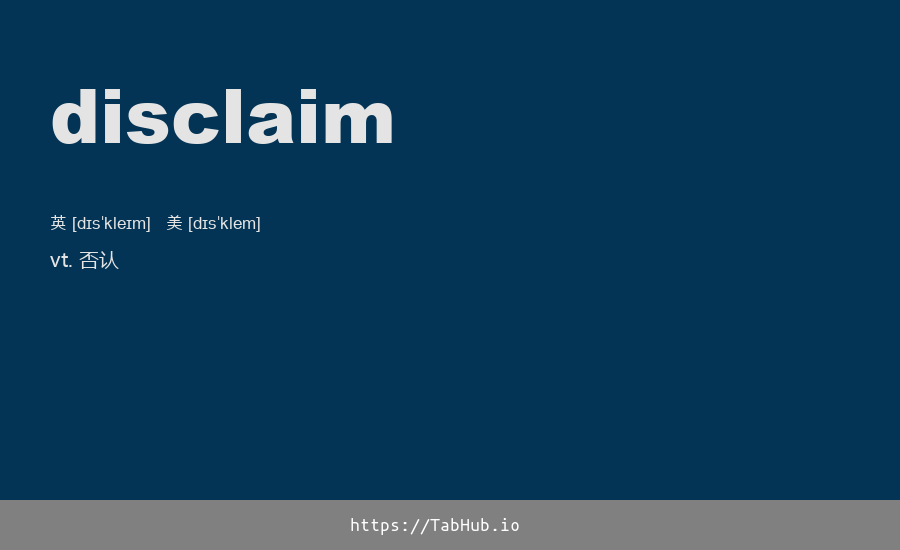 disclaim
英 [dɪsˈkleɪm] 美 [dɪsˈklem]
vt. 否认
https://TabHub.io